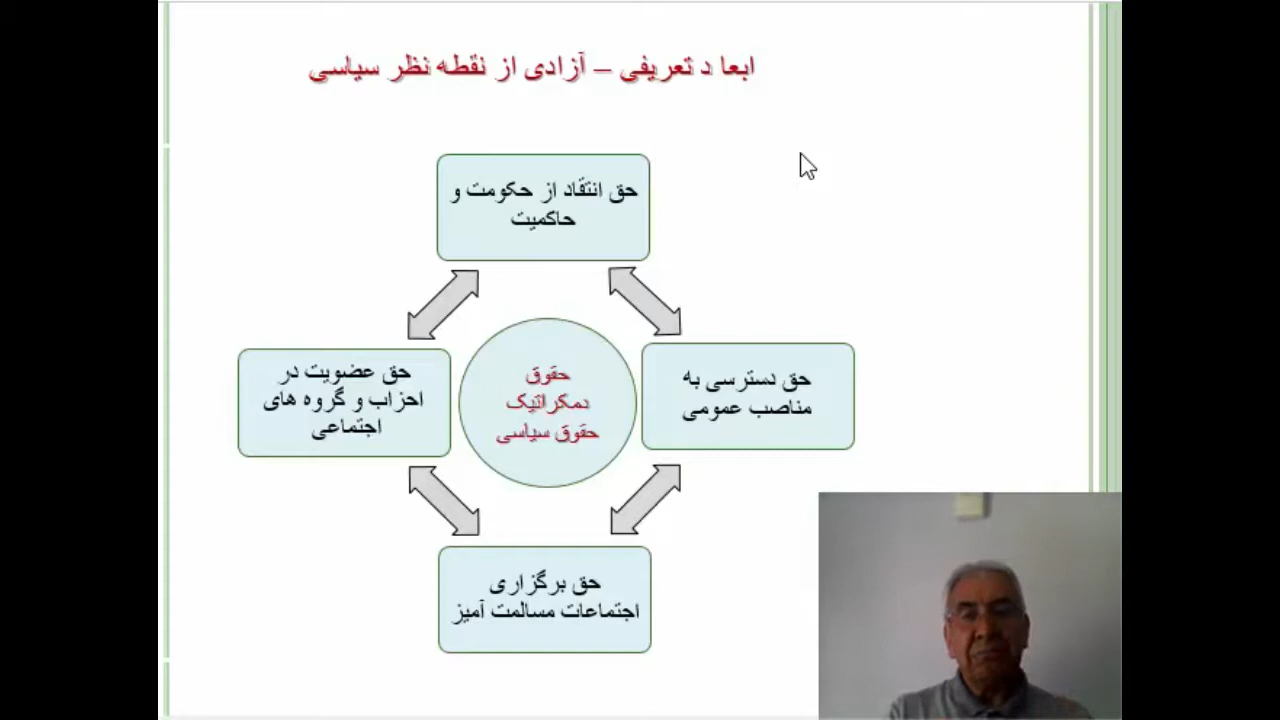 ابعا د تعریفی – آزادی از نقطه نظر سیاسی
حق انتقاد از حکومت و
حاکمیت
حق دسترسی به
مناصب عمومی
حقوق
دمکراتیک
حقوق سیاسی
حق عضویت در
احزاب و گروه های
اجتماعی
حق برگزاری
اجتماعات مسالمت آمیز